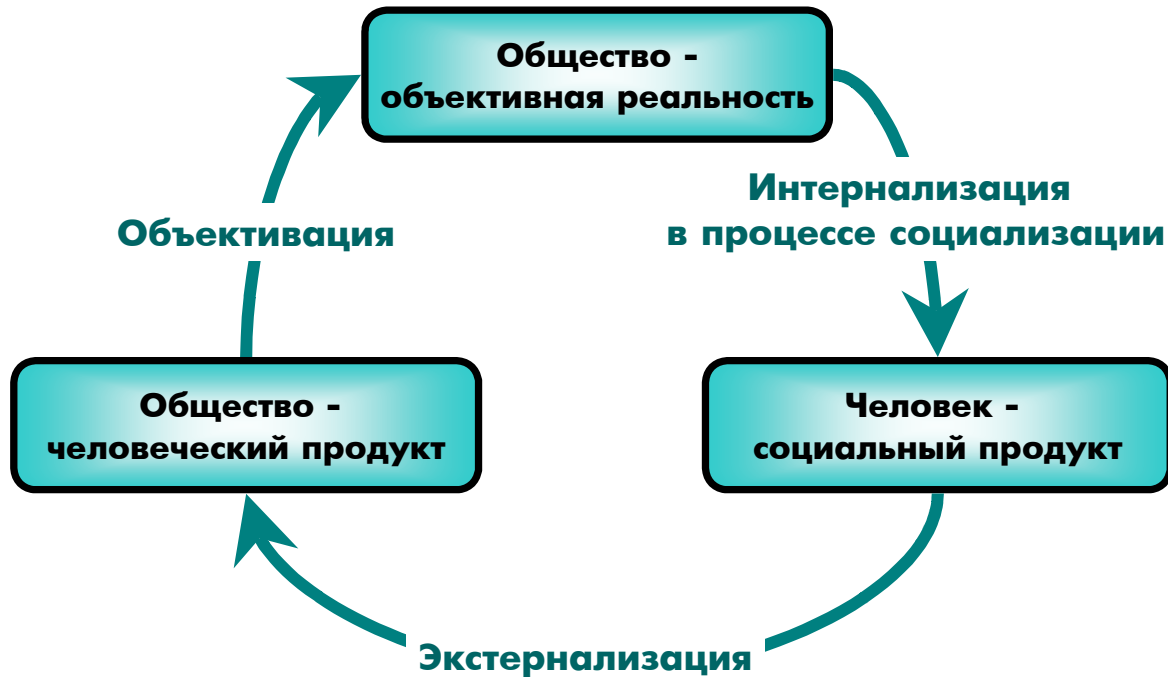 Общество -
объективная реальность
Интернализация
в процессе социализации
Объективация
Общество -
человеческий продукт
Человек -
социальный продукт
Экстернализация